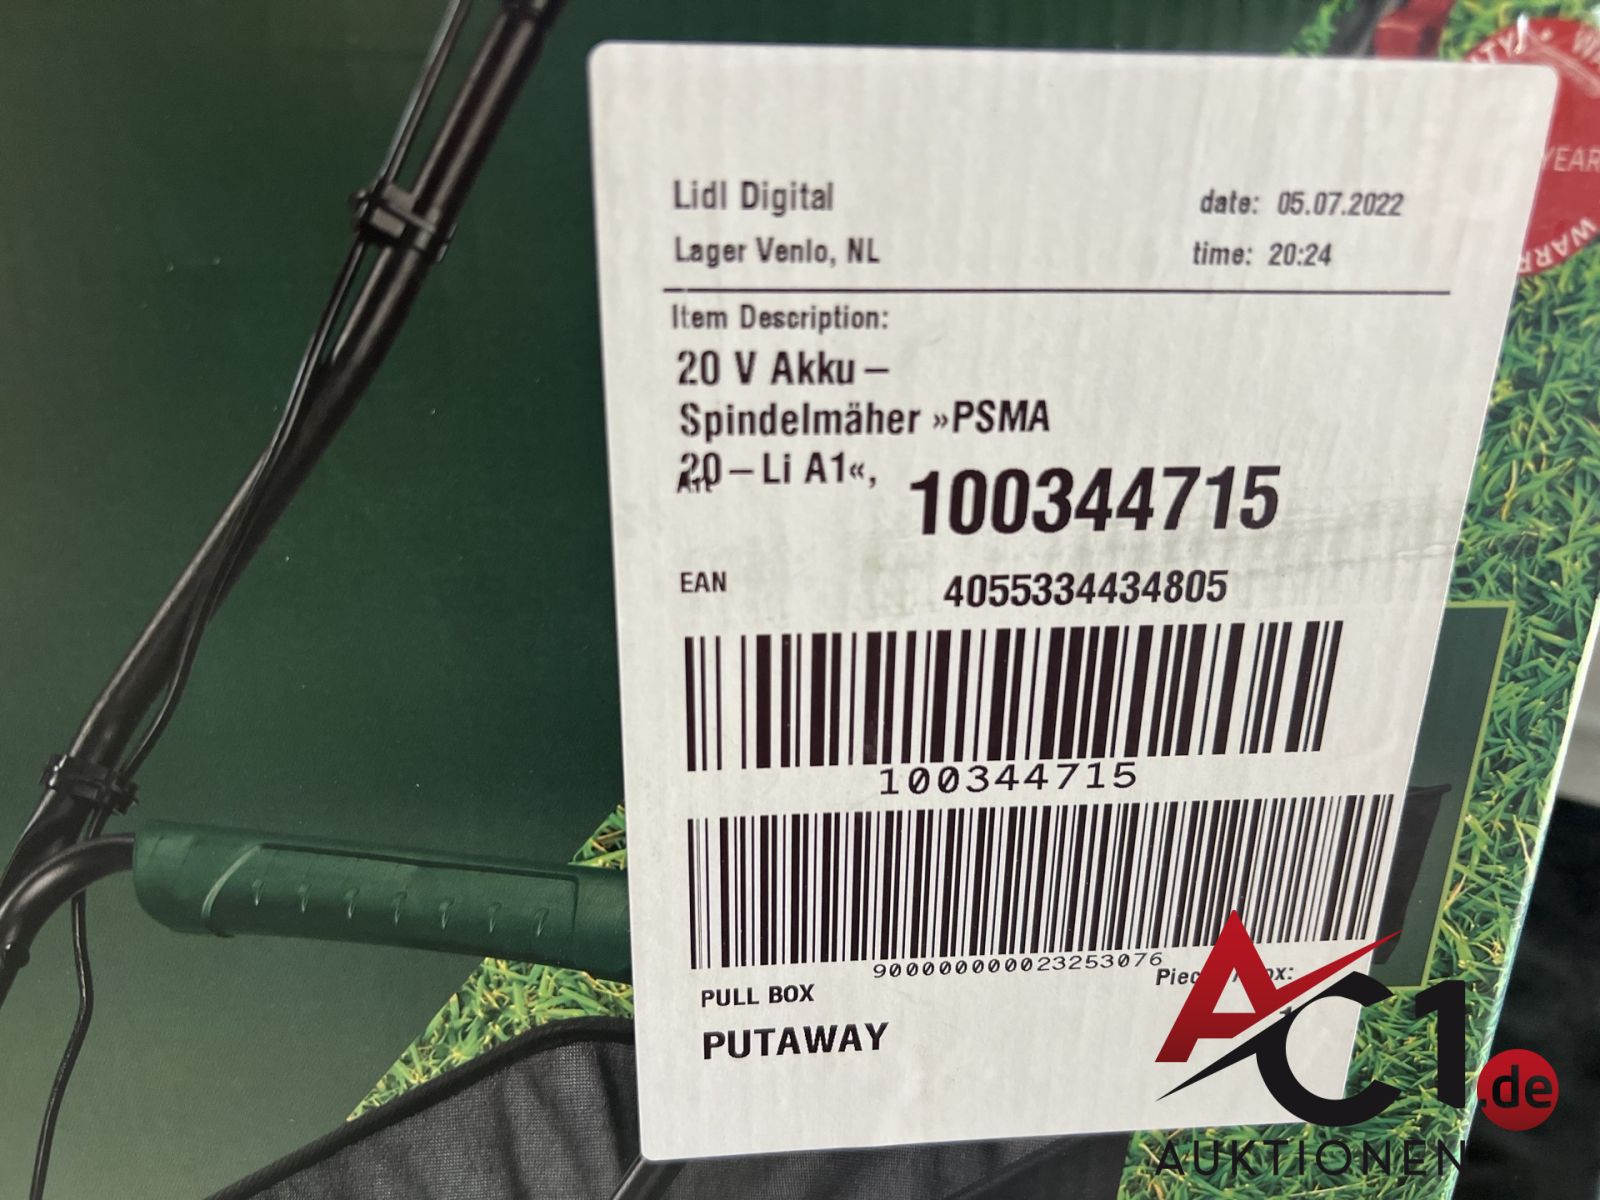 Lidl Digital
date: 05.07.2022
Lager Venlo, NL
time: 20:24
Item Description:
20 V Akku –
Spindelmäher »PSMA
20 – Li A1«,
100344715
EAN
4055334434805
100344715
900000000023253076
PULL BOX
PUTAWAY
YEAR
AC1.de
AUKTIONEN